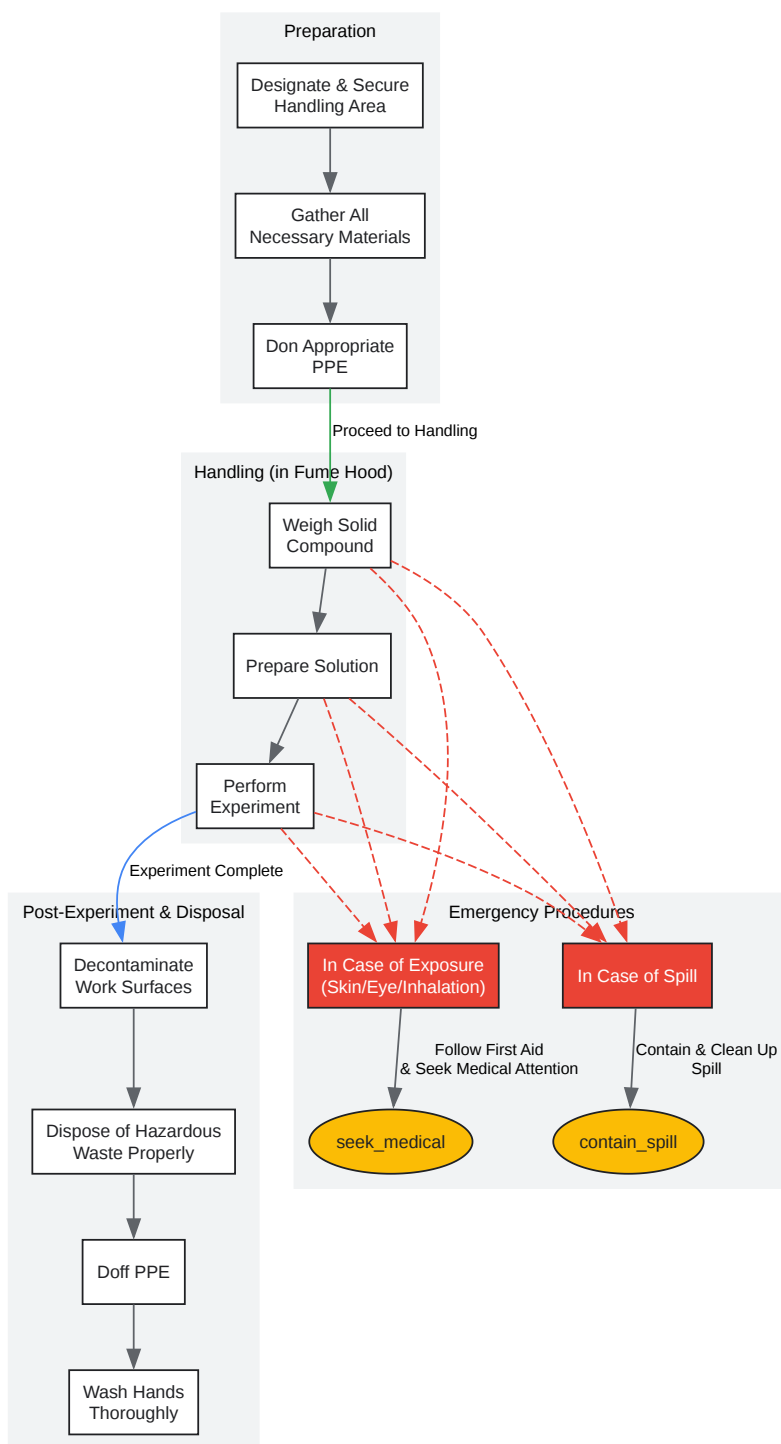 Preparation
Designate & Secure
Handling Area
Gather All
Necessary Materials
Don Appropriate
PPE
Proceed to Handling
Handling (in Fume Hood)
Weigh Solid
Compound
Prepare Solution
Perform
Experiment
Experiment Complete
Post-Experiment & Disposal
Decontaminate
Work Surfaces
Dispose of Hazardous
Waste Properly
Doff PPE
Wash Hands
Thoroughly
Emergency Procedures
In Case of Exposure
(Skin/Eye/Inhalation)
Follow First Aid
& Seek Medical Attention
seek_medical
In Case of Spill
Contain & Clean Up
Spill
contain_spill